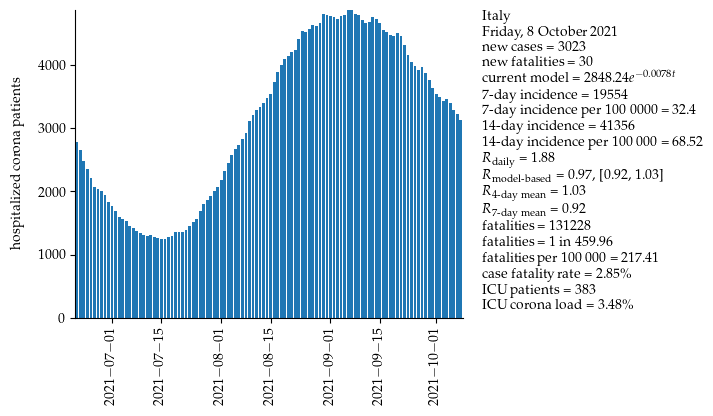 Italy
Friday, 8 October 2021
new cases = 3023
new fatalities = 30
current model = 2848.24e^{−0.0078t}
7-day incidence = 19554
7-day incidence per 100 0000 = 32.4
14-day incidence = 41356
14-day incidence per 100 000 = 68.52
R_daily = 1.88
R_model-based = 0.97, [0.92, 1.03]
R_4-day mean = 1.03
R_7-day mean = 0.92
fatalities = 131228
fatalities = 1 in 459.96
fatalities per 100 000 = 217.41
case fatality rate = 2.85%
ICU patients = 383
ICU corona load = 3.48%
hospitalized corona patients
4000
3000
2000
1000
0
2021−07−01
2021−07−15
2021−08−01
2021−08−15
2021−09−01
2021−09−15
2021−10−01